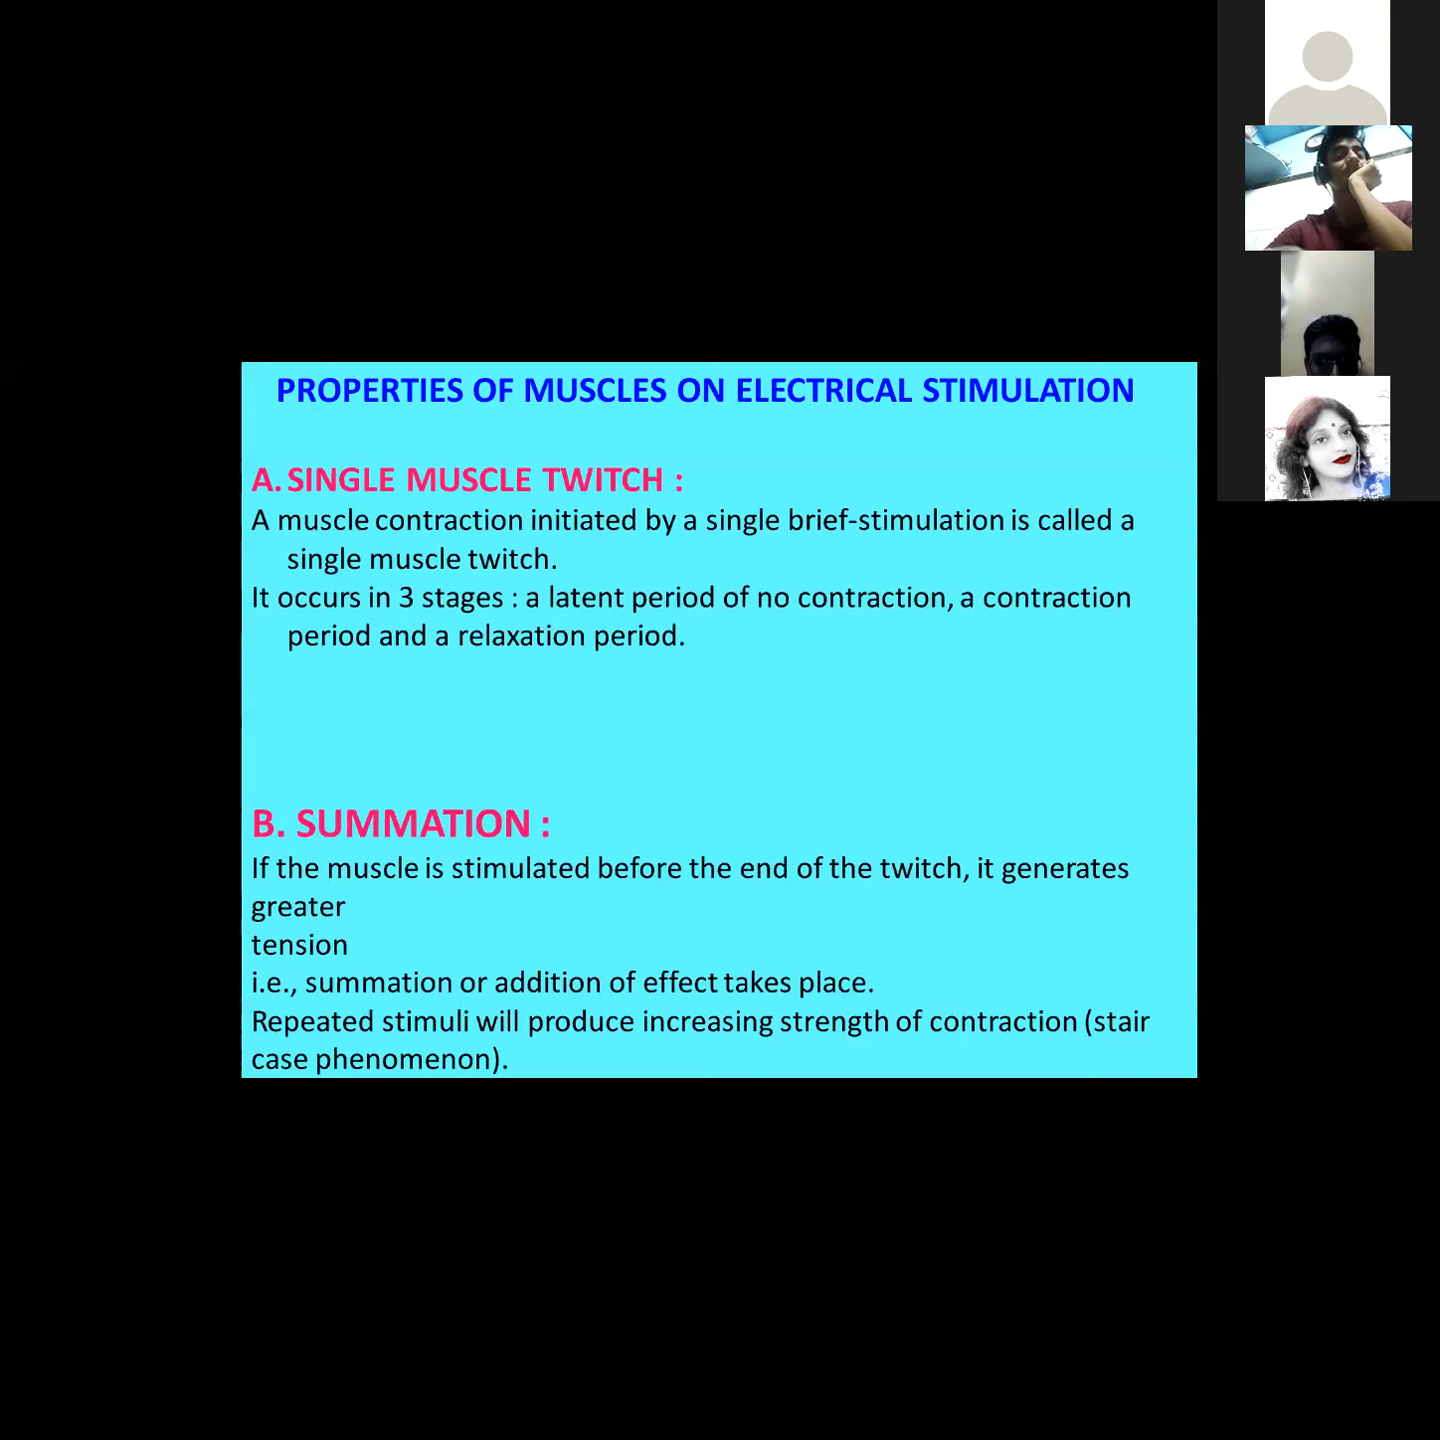 PROPERTIES OF MUSCLES ON ELECTRICAL STIMULATION
A. SINGLE MUSCLE TWITCH :
A muscle contraction initiated by a single brief-stimulation is called a
single muscle twitch.
It occurs in 3 stages : a latent period of no contraction, a contraction
period and a relaxation period.
B. SUMMATION :
If the muscle is stimulated before the end of the twitch, it generates
greater
tension
i.e., summation or addition of effect takes place.
Repeated stimuli will produce increasing strength of contraction (stair
case phenomenon).